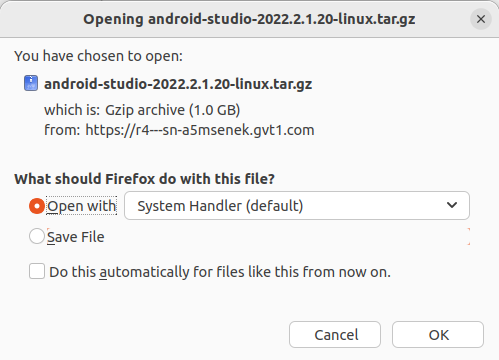 Opening android-studio-2022.2.1.20-linux.tar.gz
You have chosen to open:
android-studio-2022.2.1.20-linux.tar.gz
which is: Gzip archive (1.0 GB)
from: https://r4---sn-a5msenek.gvt1.com
What should Firefox do with this file?
Open with System Handler (default)
Save File
Do this automatically for files like this from now on.
Cancel OK